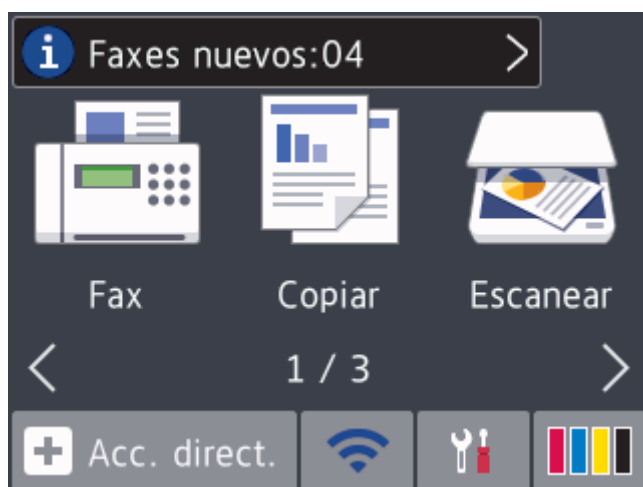 Faxes nuevos:04
Fax
Copiar
Escanear
1 / 3
Acc. direct.